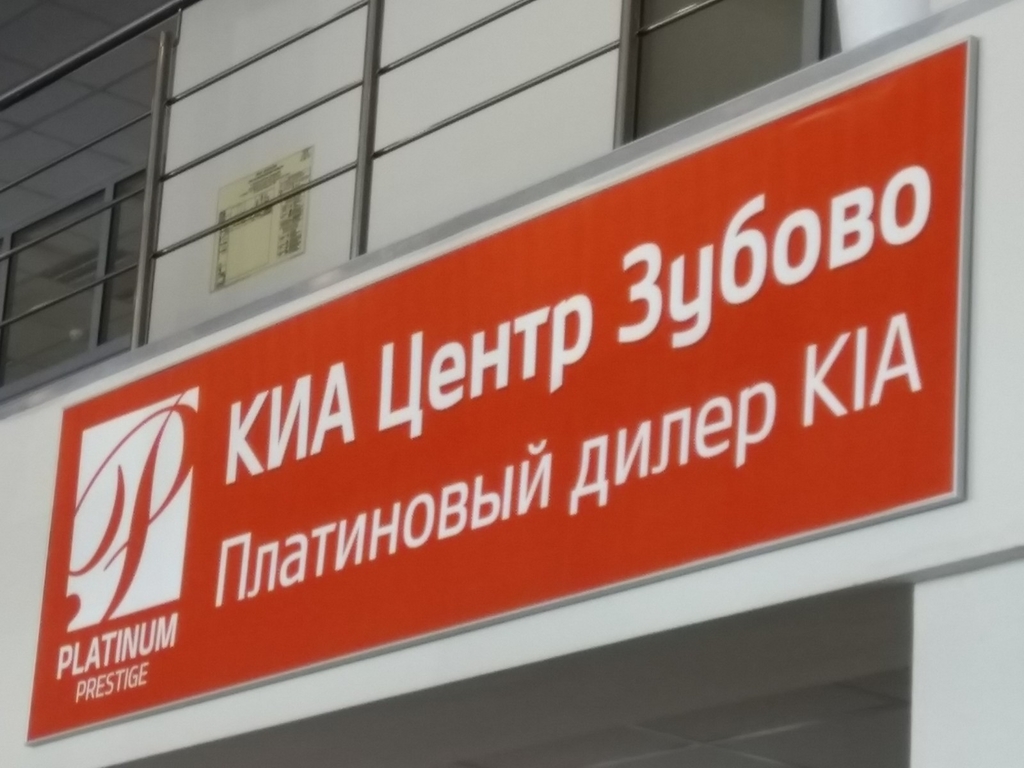 КИА Центр Зубово
Платиновый дилер KIA
PLATINUM
PRESTIGE